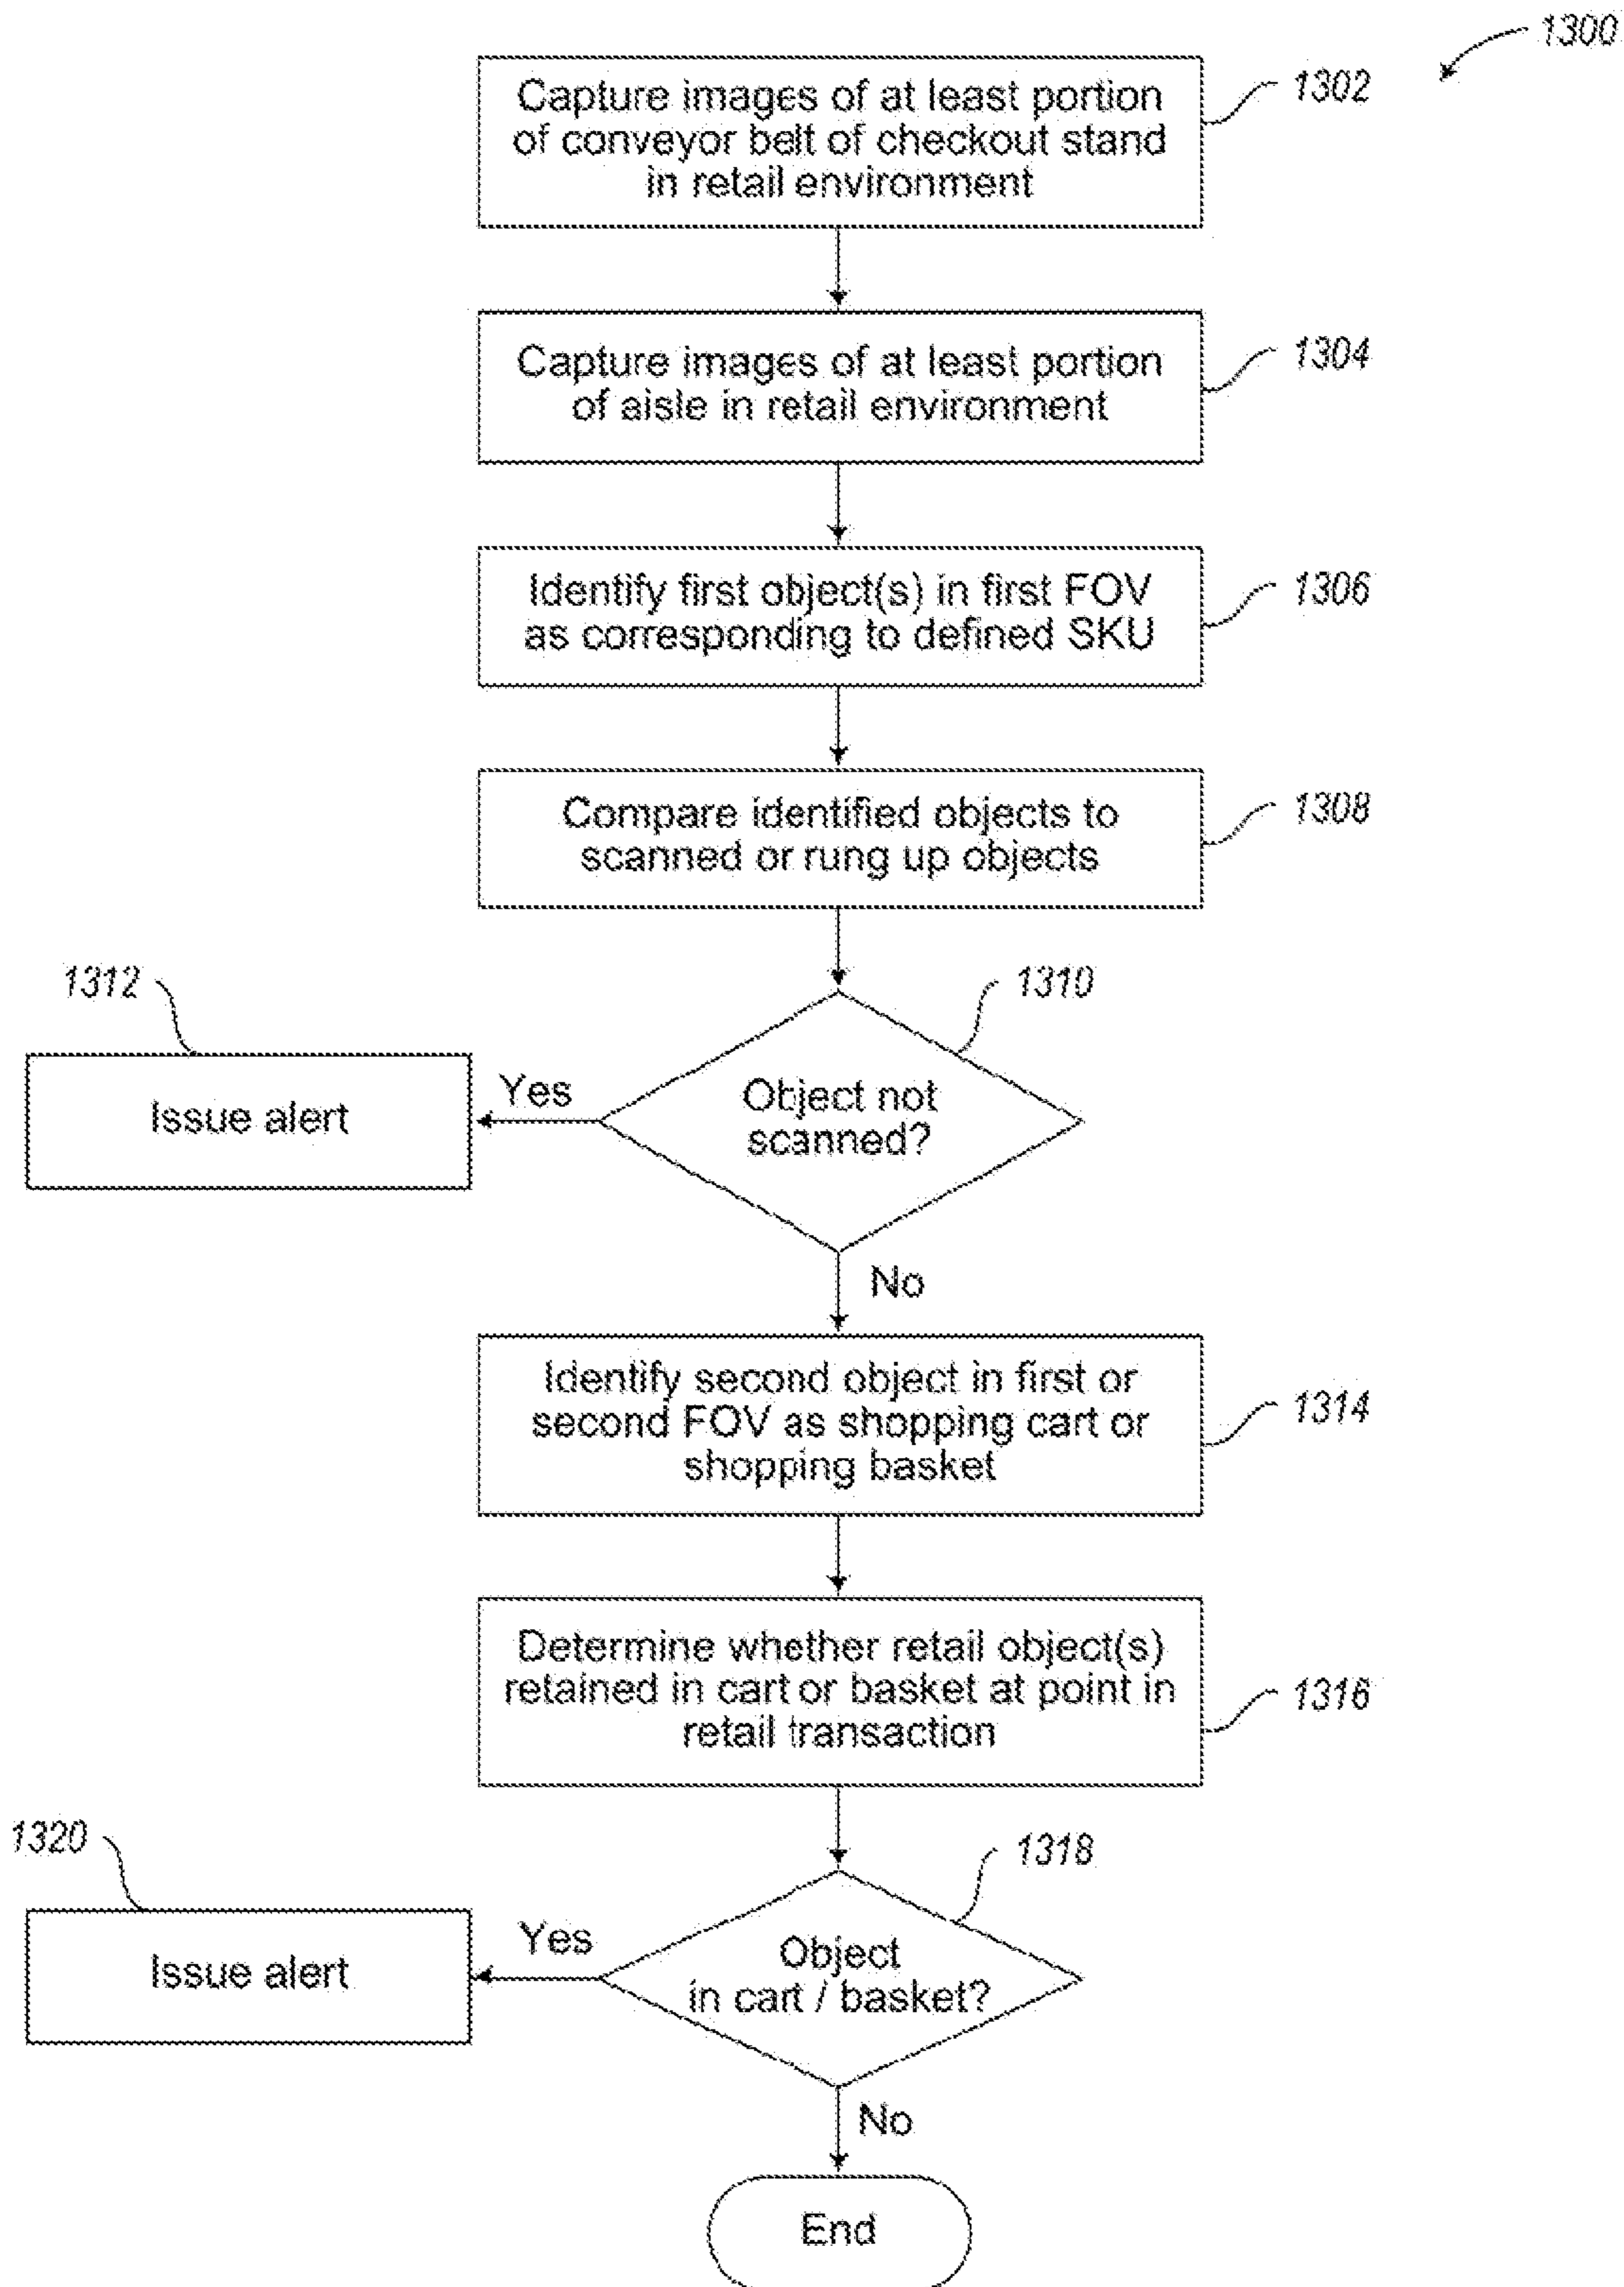 1300
Capture images of at least portion
of conveyor belt of checkout stand
in retail environment
1302
Capture images of at least portion
of aisle in retail environment
1304
Identify first object(s) in first FOV
as corresponding to defined SKU
1306
Compare identified objects to
scanned or rung up objects
1308
1312
1310
Issue alert
Yes
Object not
scanned?
No
Identify second object in first or
second FOV as shopping cart or
shopping basket
1314
Determine whether retail object(s)
retained in cart or basket at point in
retail transaction
1316
1320
1318
Issue alert
Yes
Object
in cart / basket?
No
End